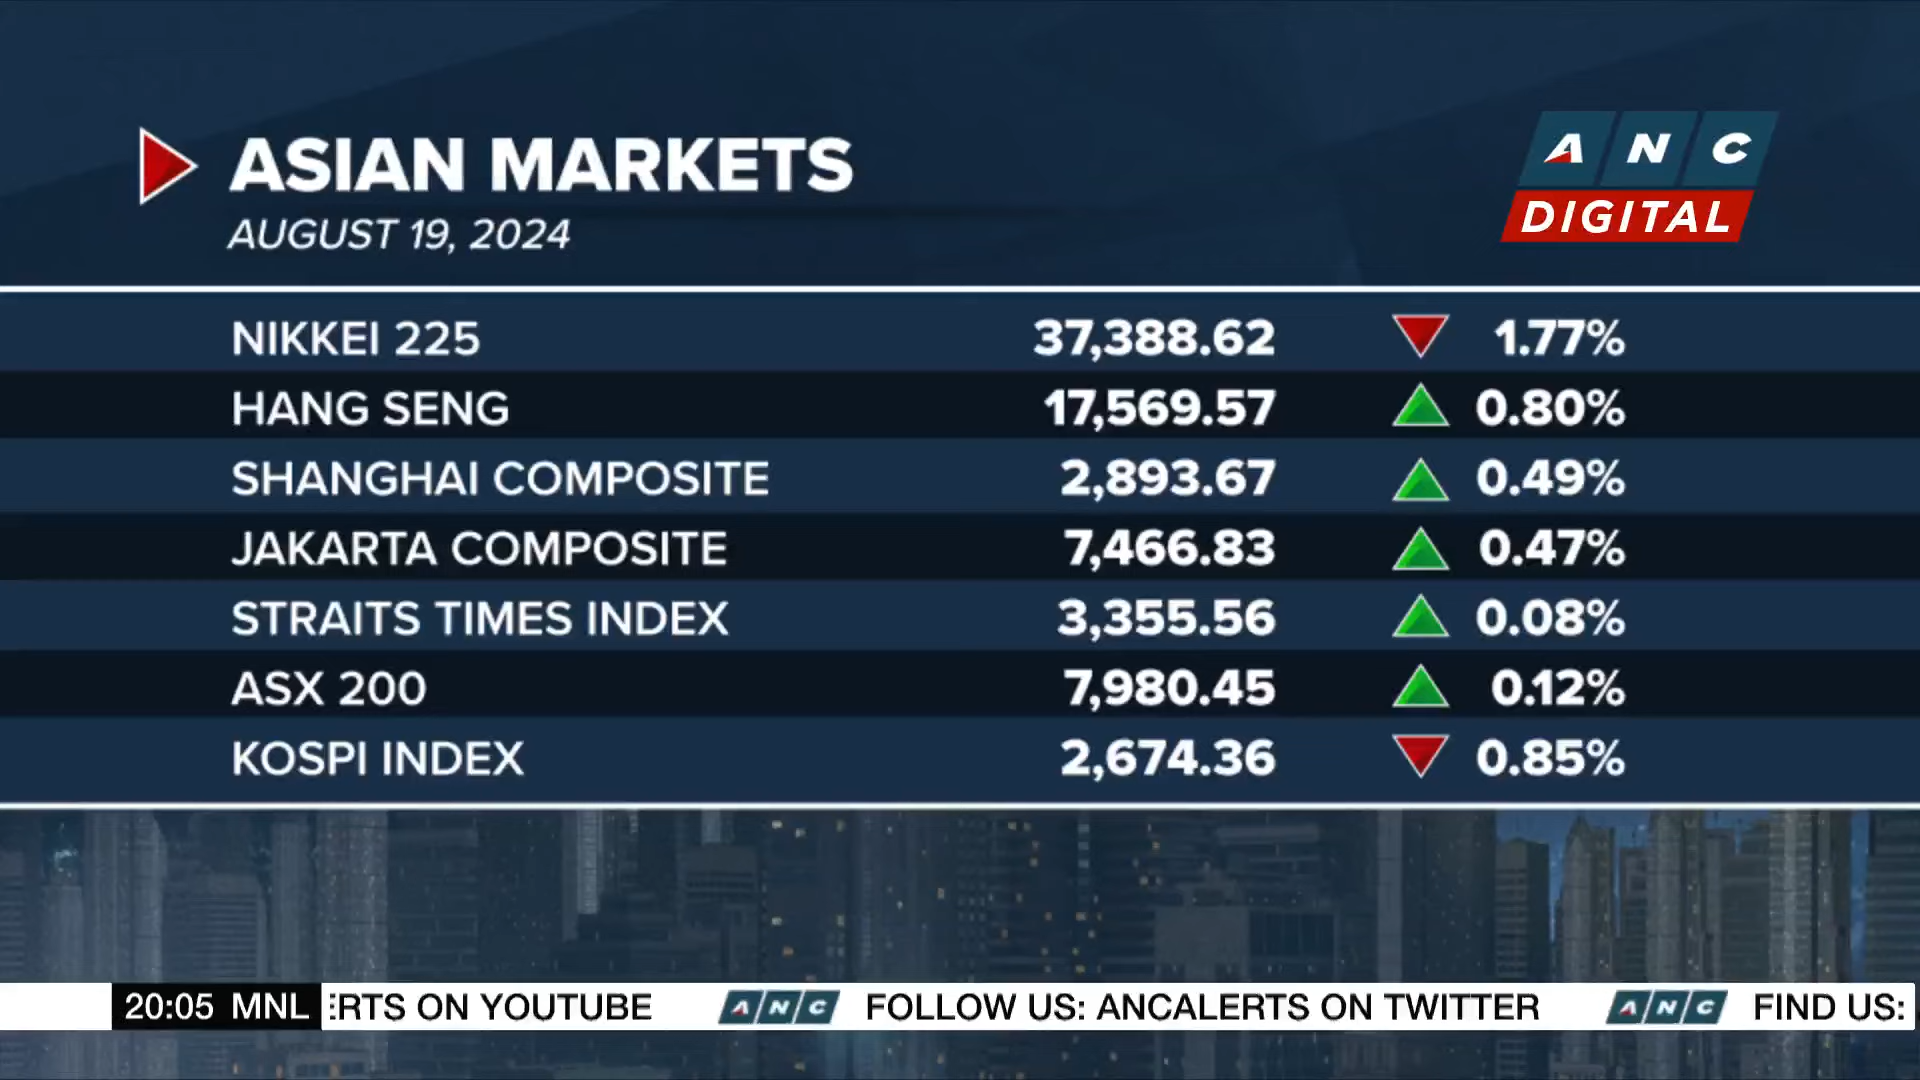 ASIAN MARKETS
AUGUST 19, 2024
ANC
DIGITAL
NIKKEI 225 37,388.62 1.77%
HANG SENG 17,569.57 0.80%
SHANGHAI COMPOSITE 2,893.67 0.49%
JAKARTA COMPOSITE 7,466.83 0.47%
STRAITS TIMES INDEX 3,355.56 0.08%
ASX 200 7,980.45 0.12%
KOSPI INDEX 2,674.36 0.85%
20:05 MNL ERTS ON YOUTUBE ANC FOLLOW US: ANCALERTS ON TWITTER ANC FIND US: